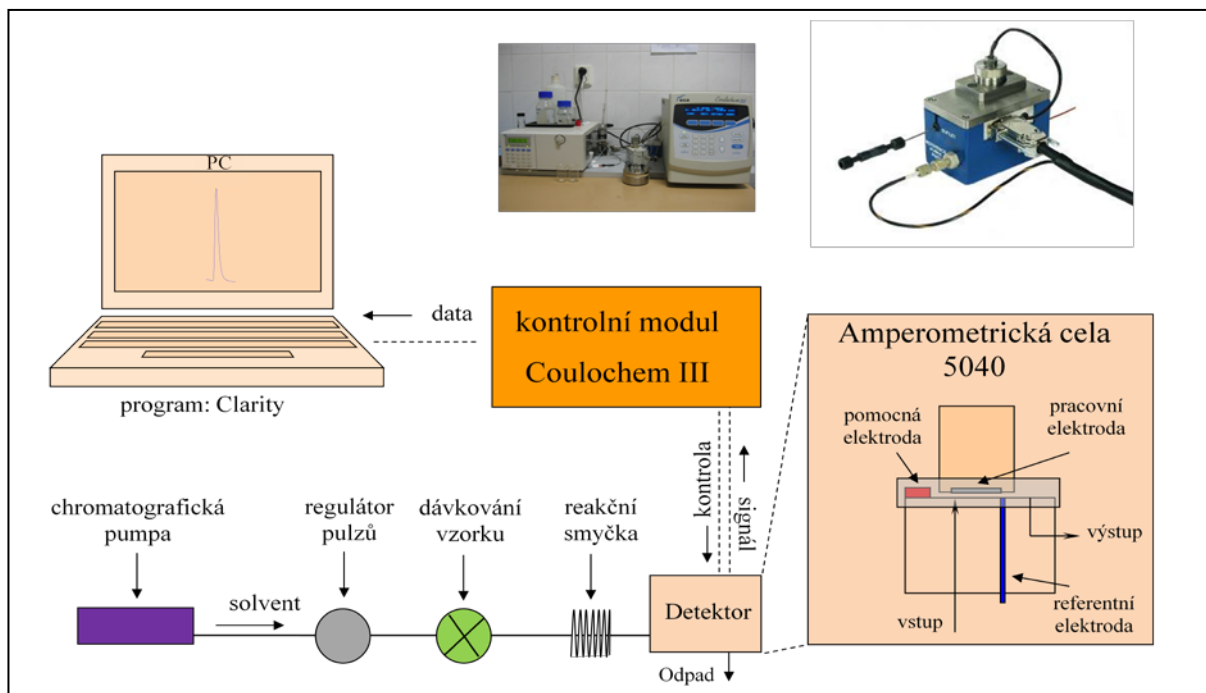 PC
data
program: Clarity
kontrolní modul
Coulochem III
kontrola
signál
chromatografická
pumpa
solvent
regulátor
pulzů
dávkování
vzorku
reakční
smyčka
Detektor
Odpad
Amperometrická cela
5040
pomocná
elektroda
pracovní
elektroda
výstup
vstup
referentní
elektroda